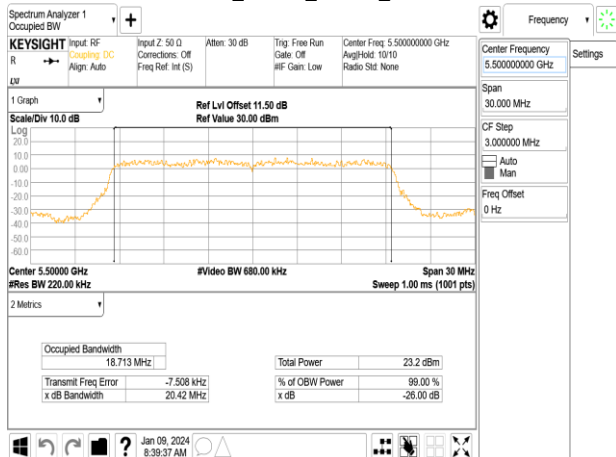 Spectrum Analyzer 1
Occupied BW
+
Frequency
KEYSIGHT
R
LXI
Input: RF
Coupling: DC
Align: Auto
Input Z: 50 Ω
Corrections: Off
Freq Ref: Int (S)
Atten: 30 dB
Trig: Free Run
Gate: Off
#IF Gain: Low
Center Freq: 5.500000000 GHz
Avg|Hold: 10/10
Radio Std: None
Center Frequency
5.500000000 GHz
Settings
Span
30.000 MHz
CF Step
3.000000 MHz
Auto
Man
Freq Offset
0 Hz
1 Graph
Scale/Div 10.0 dB
Ref Lvl Offset 11.50 dB
Ref Value 30.00 dBm
Log
20.0
10.0
0.00
-10.0
-20.0
-30.0
-40.0
-50.0
-60.0
Center 5.50000 GHz
#Res BW 220.00 kHz
#Video BW 680.00 kHz
Span 30 MHz
Sweep 1.00 ms (1001 pts)
2 Metrics
Occupied Bandwidth
18.713 MHz
Transmit Freq Error -7.508 kHz
x dB Bandwidth 20.42 MHz
Total Power 23.2 dBm
% of OBW Power 99.00 %
x dB -26.00 dB
?
Jan 09, 2024
8:39:37 AM